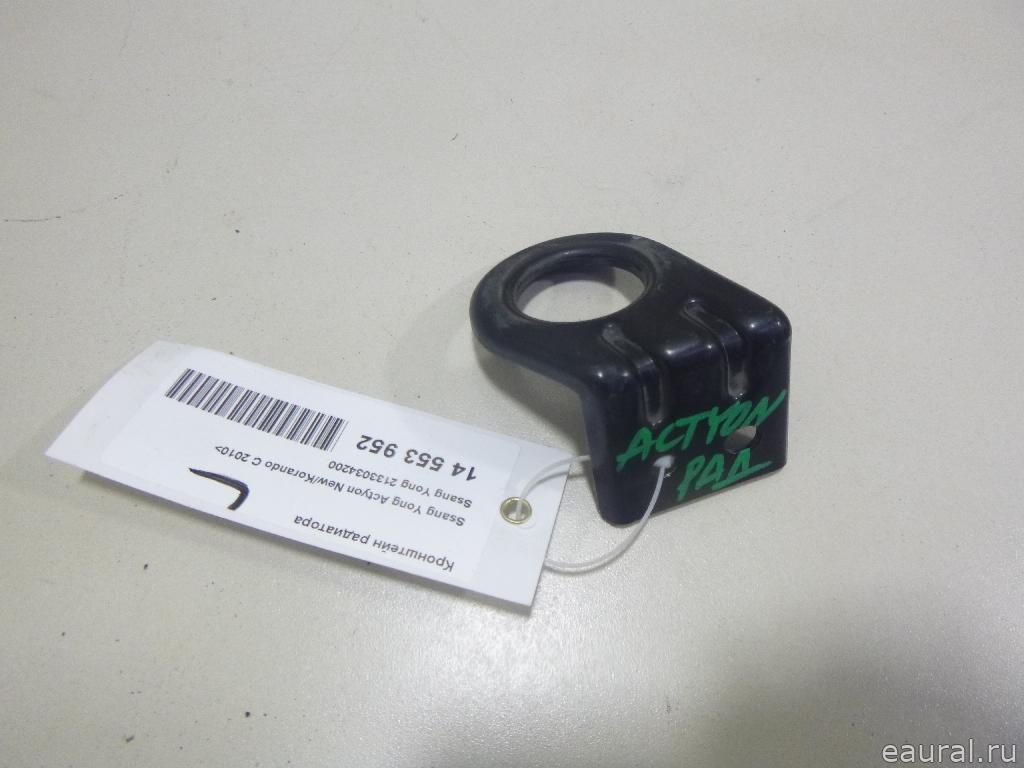 Кронштейн радиатора
Ssang Yong Actyon New/Korando C 2010>
Ssang Yong 2133034200
14 553 952
L
ACTYON
РАД
eaural.ru